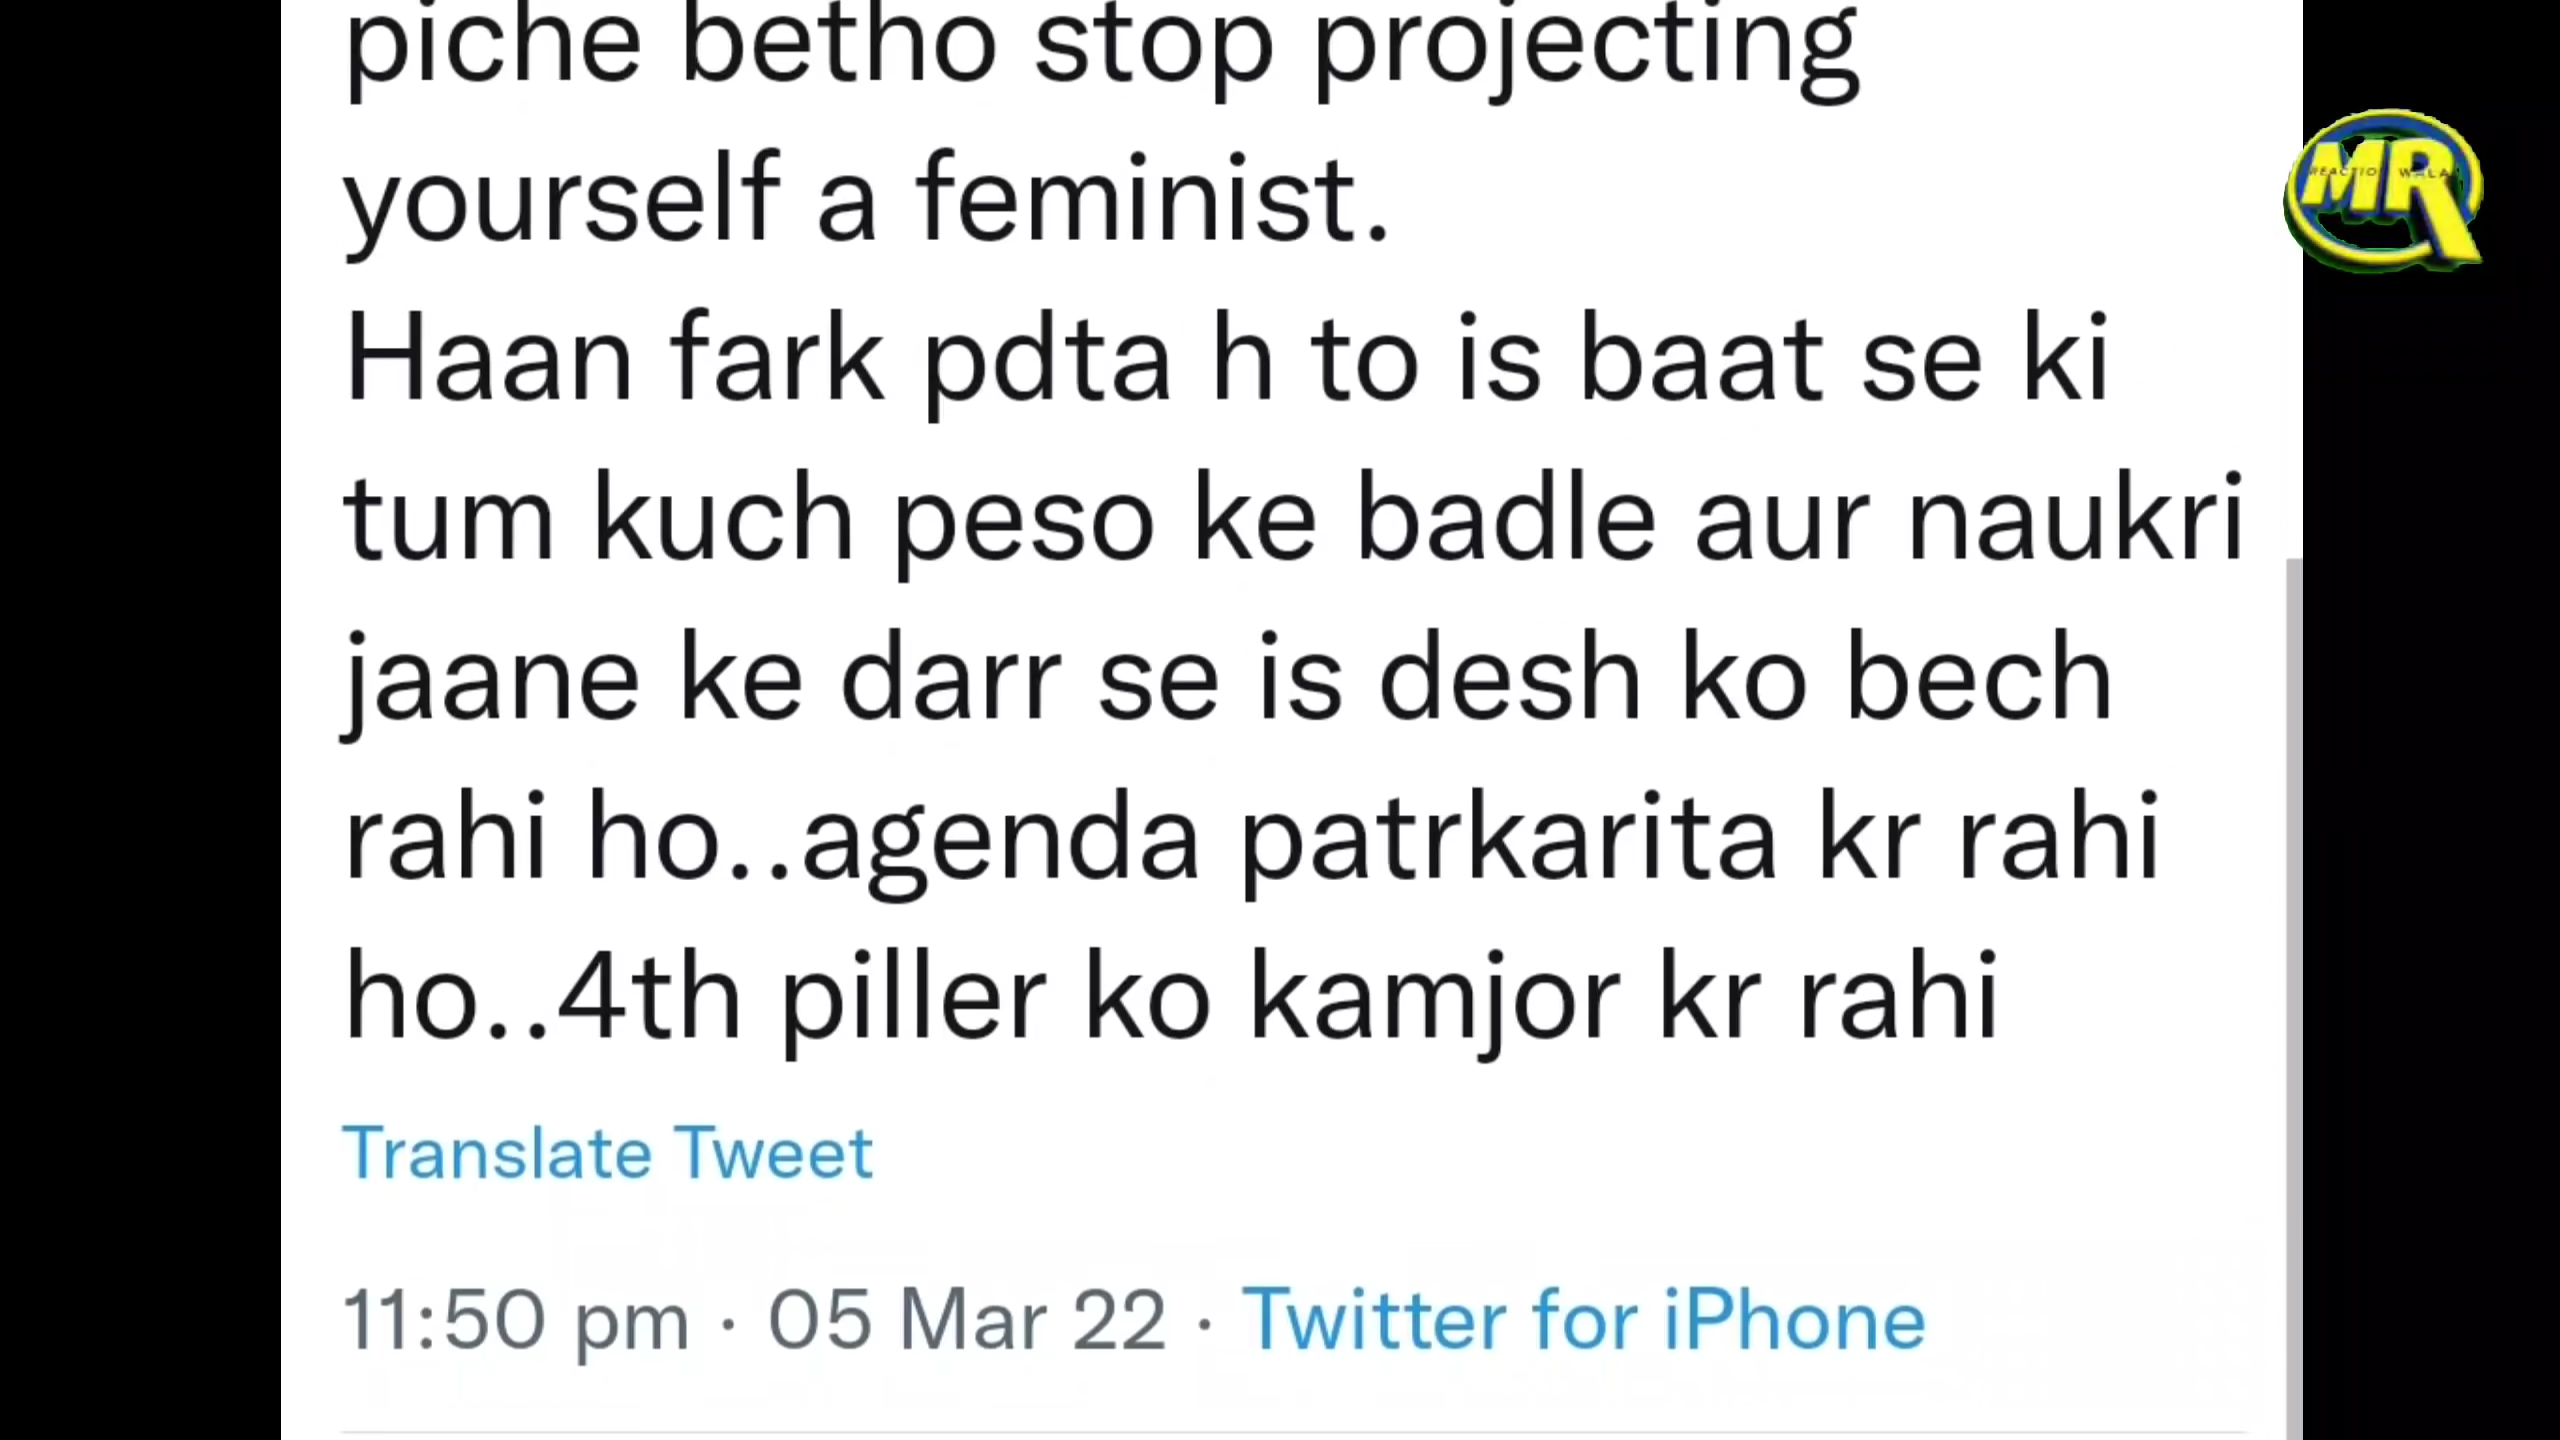 piche betho stop projecting
yourself a feminist.
Haan fark pdta h to is baat se ki
tum kuch peso ke badle aur naukri
jaane ke darr se is desh ko bech
rahi ho..agenda patrkarita kr rahi
ho..4th piller ko kamjor kr rahi
Translate Tweet
11:50 pm · 05 Mar 22 · Twitter for iPhone
MR
REACTION WALA